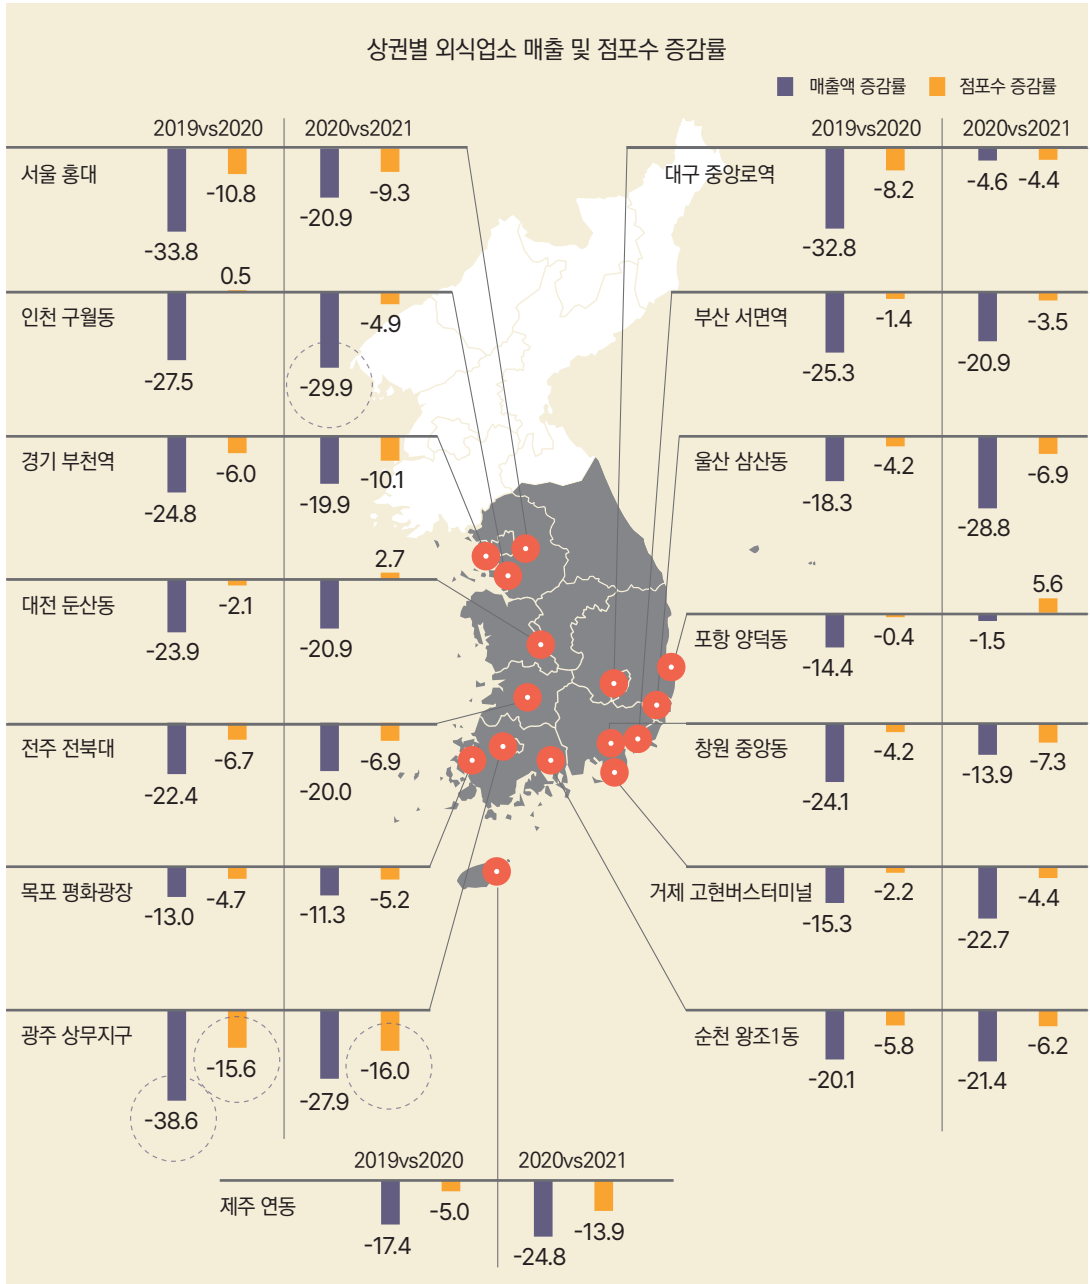 상권별 외식업소 매출 및 점포수 증감률
매출액 증감률 점포수 증감률
2019vs2020 2020vs2021
서울 홍대
-33.8 -10.8 -20.9 -9.3
인천 구월동
-27.5 0.5 -29.9 -4.9
경기 부천역
-24.8 -6.0 -19.9 -10.1
대전 둔산동
-23.9 -2.1 -20.9 2.7
전주 전북대
-22.4 -6.7 -20.0 -6.9
목포 평화광장
-13.0 -4.7 -11.3 -5.2
광주 상무지구
-38.6 -15.6 -27.9 -16.0
2019vs2020 2020vs2021
대구 중앙로역
-32.8 -8.2 -4.6 -4.4
부산 서면역
-25.3 -1.4 -20.9 -3.5
울산 삼산동
-18.3 -4.2 -28.8 -6.9
포항 양덕동
-14.4 -0.4 -1.5 5.6
창원 중앙동
-24.1 -4.2 -13.9 -7.3
거제 고현버스터미널
-15.3 -2.2 -22.7 -4.4
순천 왕조1동
-20.1 -5.8 -21.4 -6.2
2019vs2020 2020vs2021
제주 연동
-17.4 -5.0 -24.8 -13.9